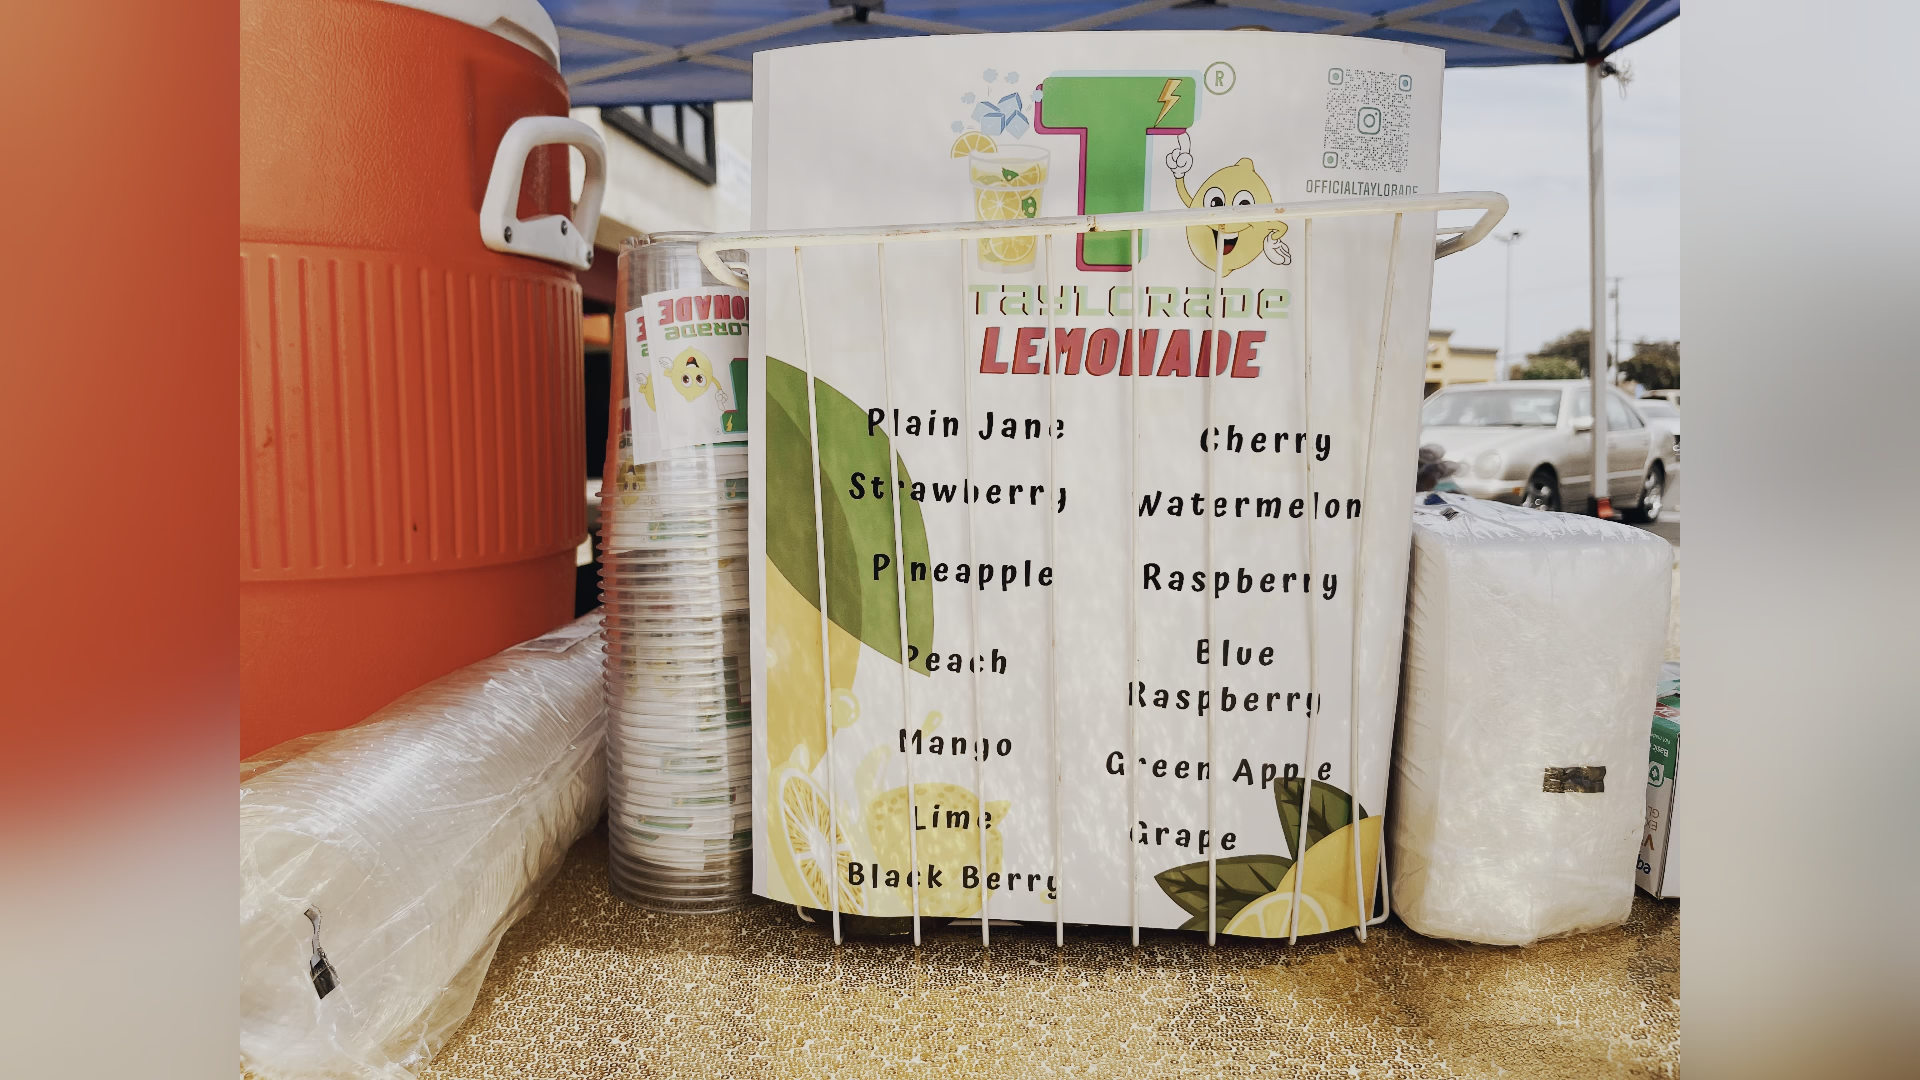 T
®
OFFICIALTAYLORADE
TAYLORADE
LEMONADE
Plain Jane
Strawberry
Pineapple
Peach
Mango
Lime
Black Berry
Cherry
Watermelon
Raspberry
Blue
Raspberry
Green Apple
Grape